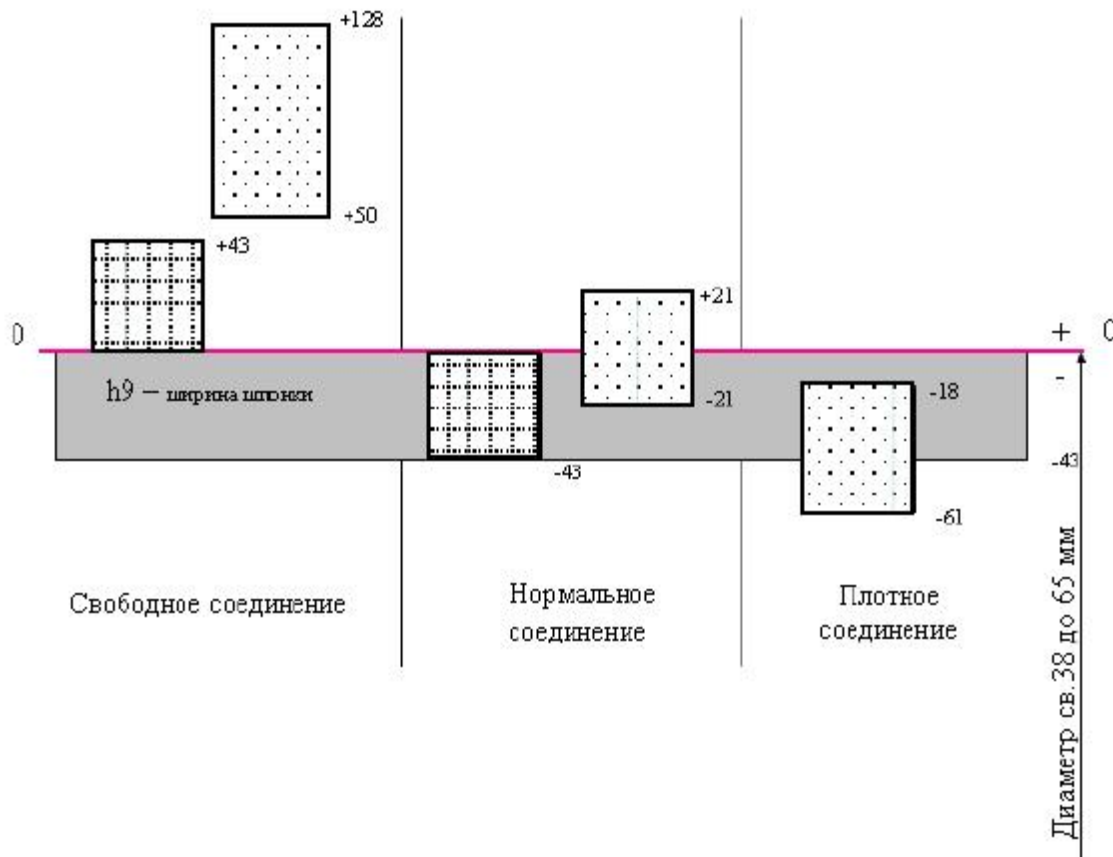 +128
+50
+43
0
h9 – ширина шпонки
+21
-21
-43
+
0
-
-18
-43
-61
Свободное соединение
Нормальное
соединение
Плотное
соединение
Диаметр св.38 до 65 мм